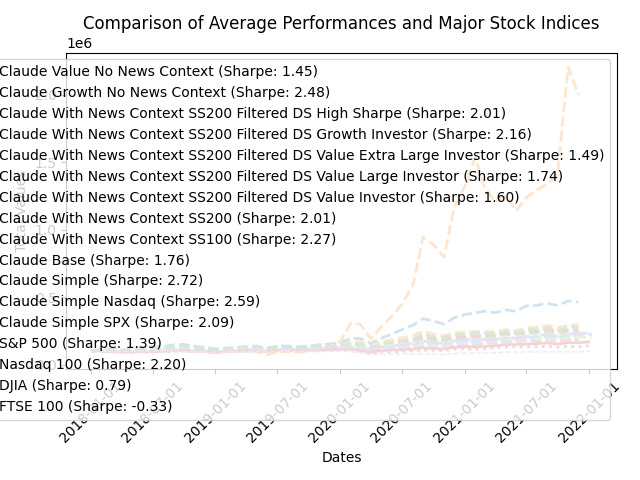 Comparison of Average Performances and Major Stock Indices
1e6
Claude Value No News Context (Sharpe: 1.45)
Claude Growth No News Context (Sharpe: 2.48)
Claude With News Context SS200 Filtered DS High Sharpe (Sharpe: 2.01)
Claude With News Context SS200 Filtered DS Growth Investor (Sharpe: 2.16)
Claude With News Context SS200 Filtered DS Value Extra Large Investor (Sharpe: 1.49)
Claude With News Context SS200 Filtered DS Value Large Investor (Sharpe: 1.74)
Claude With News Context SS200 Filtered DS Value Investor (Sharpe: 1.60)
Claude With News Context SS200 (Sharpe: 2.01)
Claude With News Context SS100 (Sharpe: 2.27)
Claude Base (Sharpe: 1.76)
Claude Simple (Sharpe: 2.72)
Claude Simple Nasdaq (Sharpe: 2.59)
Claude Simple SPX (Sharpe: 2.09)
S&P 500 (Sharpe: 1.39)
Nasdaq 100 (Sharpe: 2.20)
DJIA (Sharpe: 0.79)
FTSE 100 (Sharpe: -0.33)
2018-01-01
2018-07-01
2019-01-01
2019-07-01
2020-01-01
2020-07-01
2021-01-01
2021-07-01
2022-01-01
Dates